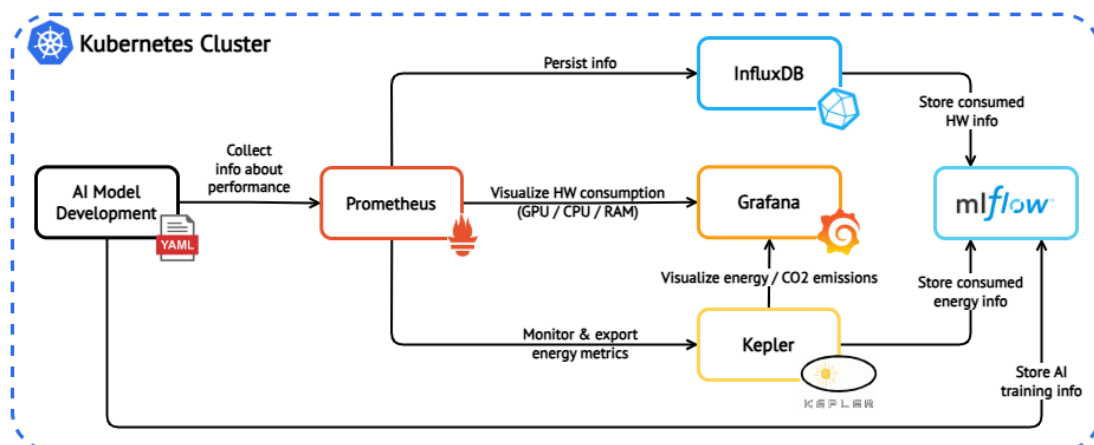 Kubernetes Cluster
Persist info
InfluxDB
Store consumed
HW info
Collect
info about
performance
AI Model
Development
YAML
Prometheus
Visualize HW consumption
(GPU / CPU / RAM)
Grafana
mlflow™
Visualize energy / CO2 emissions
Store consumed
energy info
Monitor & export
energy metrics
Kepler
KEPLER
Store AI
training info